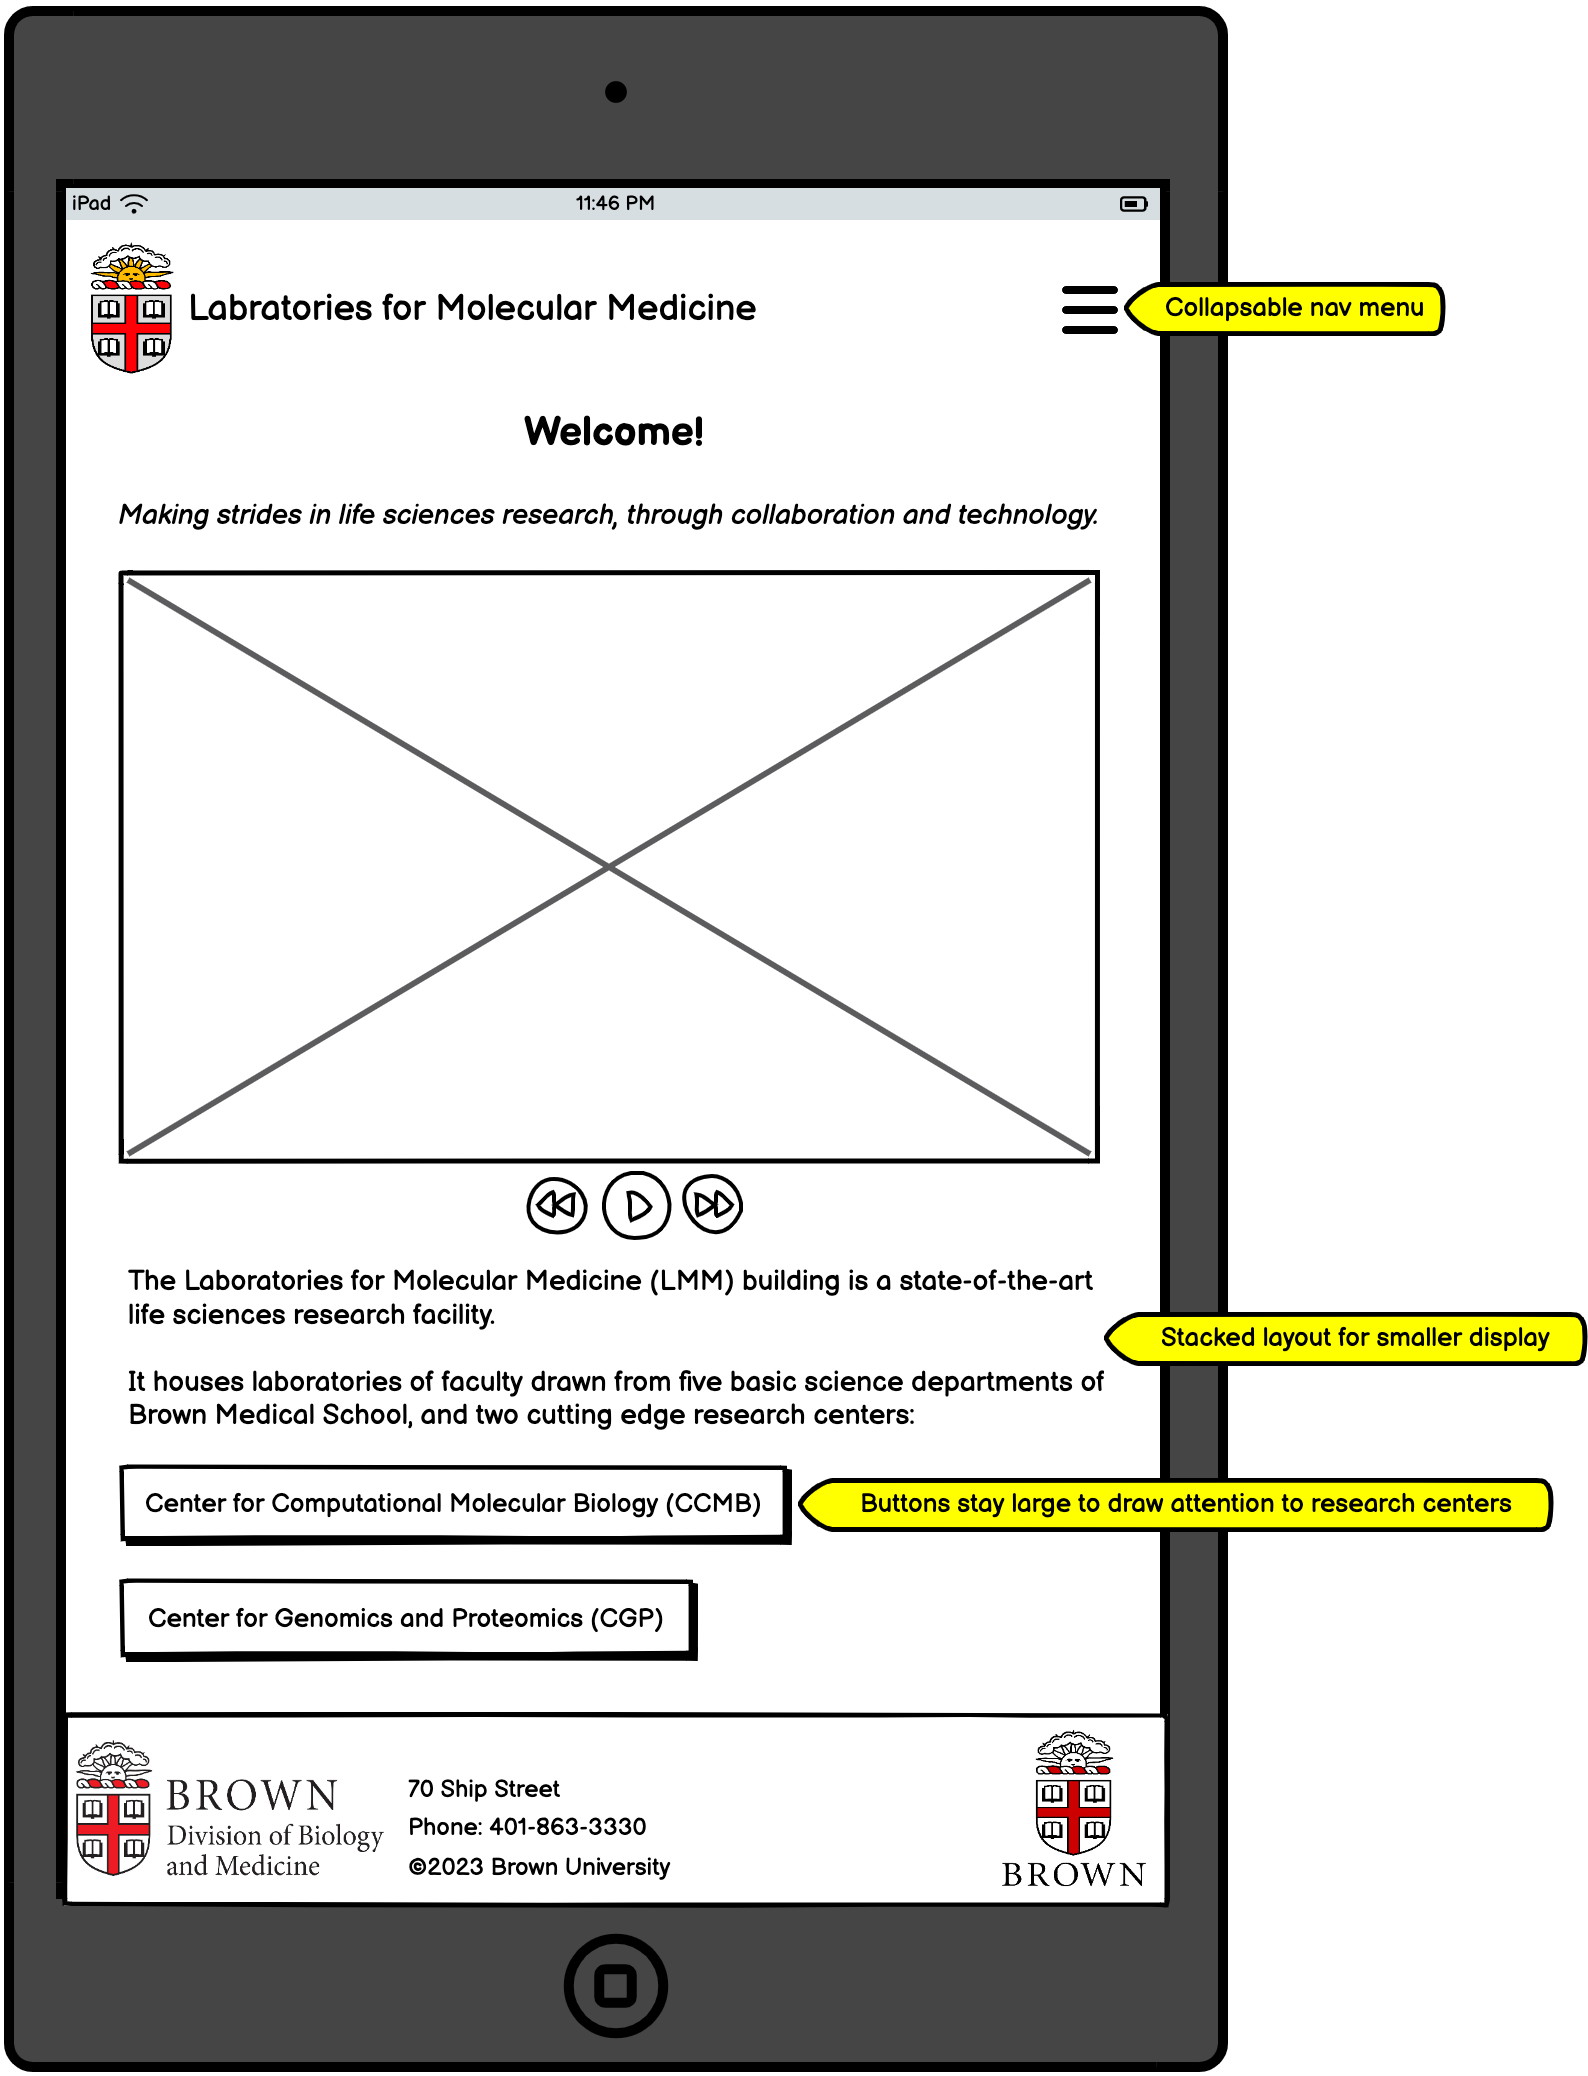 iPad
11:46 PM
Labratories for Molecular Medicine
Collapsable nav menu
Welcome!
Making strides in life sciences research, through collaboration and technology.
The Laboratories for Molecular Medicine (LMM) building is a state-of-the-art
life sciences research facility.
Stacked layout for smaller display
It houses laboratories of faculty drawn from five basic science departments of
Brown Medical School, and two cutting edge research centers:
Center for Computational Molecular Biology (CCMB)
Buttons stay large to draw attention to research centers
Center for Genomics and Proteomics (CGP)
BROWN
Division of Biology
and Medicine
70 Ship Street
Phone: 401-863-3330
©2023 Brown University
BROWN